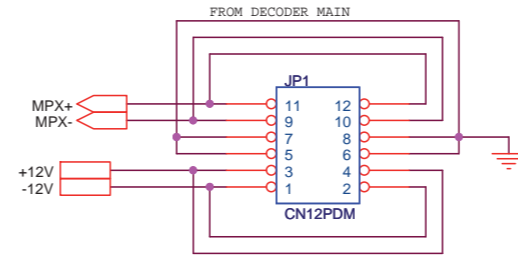 FROM DECODER MAIN
JP1
MPX+ 11 12
MPX- 9 10
7 8
5 6
+12V 3 4
-12V 1 2
CN12PDM